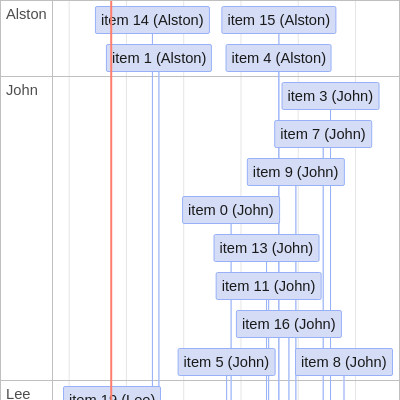 Alston
item 14 (Alston)
item 15 (Alston)
item 1 (Alston)
item 4 (Alston)
John
item 3 (John)
item 7 (John)
item 9 (John)
item 0 (John)
item 13 (John)
item 11 (John)
item 16 (John)
item 5 (John)
item 8 (John)
Lee
item 19 (Lee)